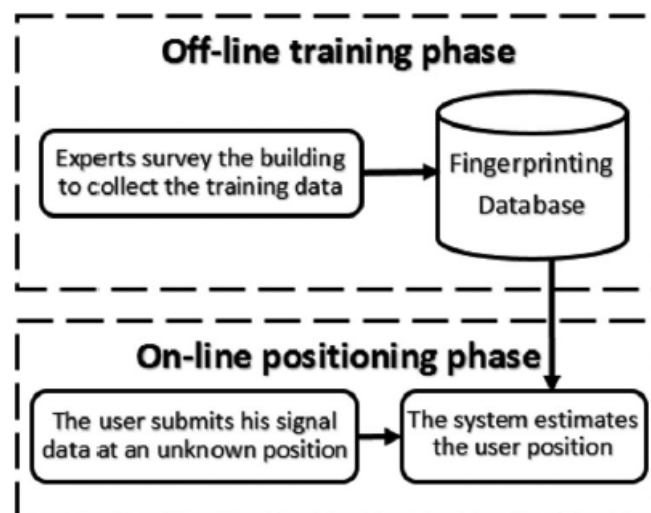 Off-line training phase
Experts survey the building
to collect the training data
Fingerprinting
Database
On-line positioning phase
The user submits his signal
data at an unknown position
The system estimates
the user position